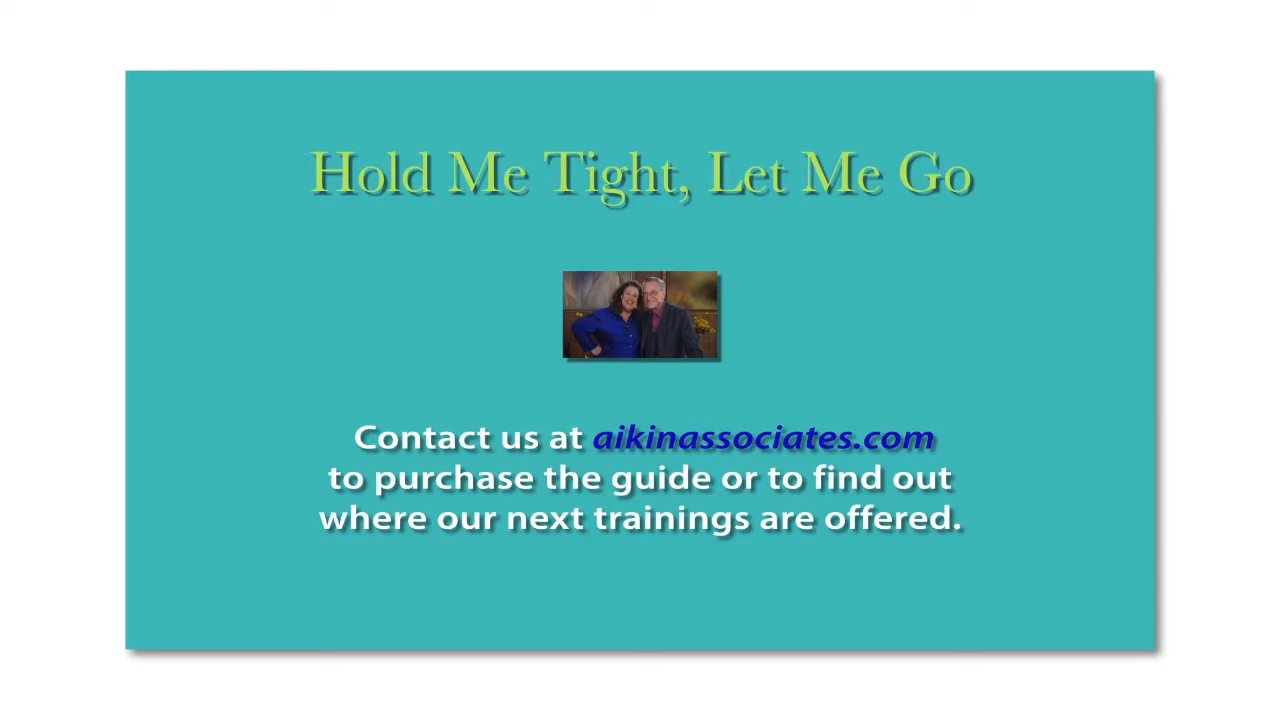 Hold Me Tight, Let Me Go
Contact us at aikinassociates.com
to purchase the guide or to find out
where our next trainings are offered.